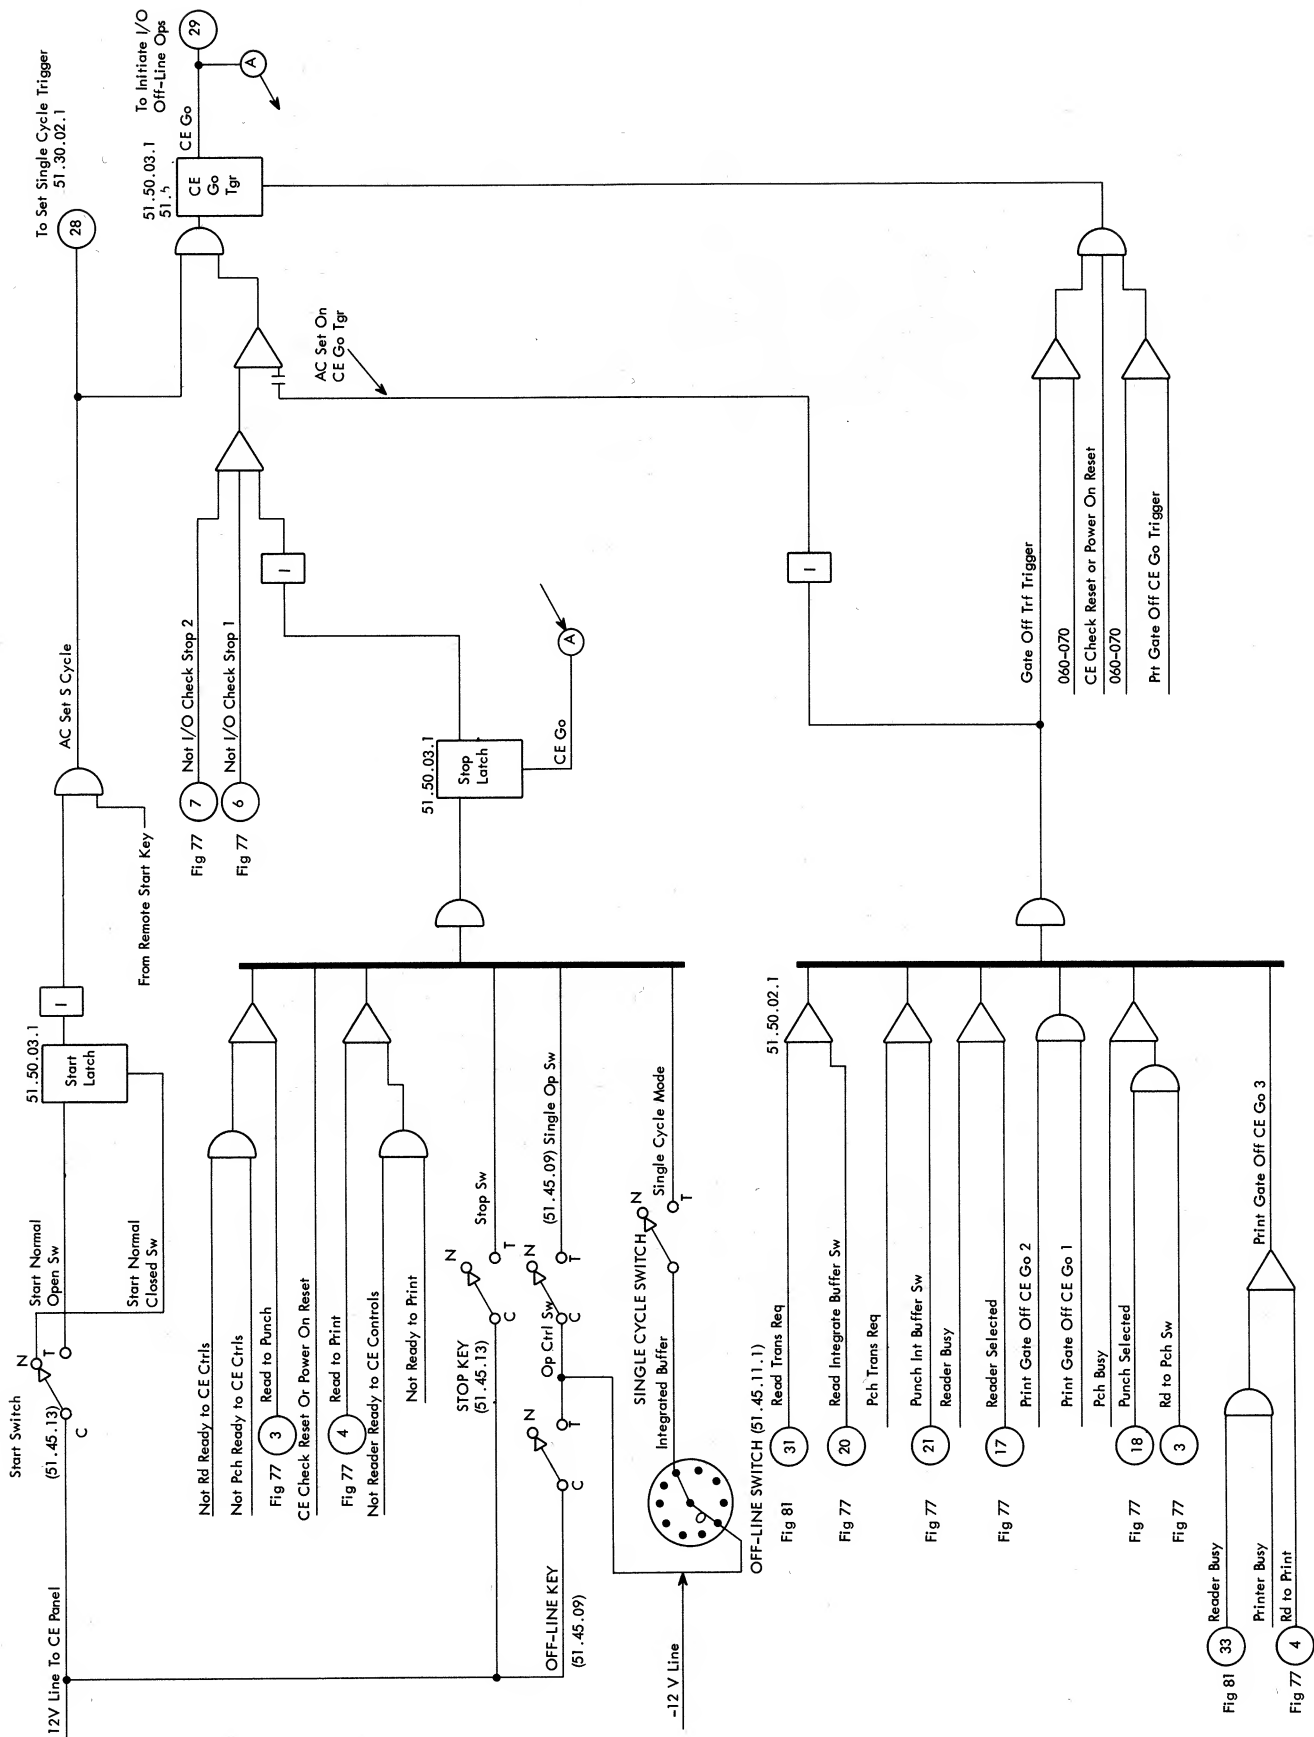 Start Switch
(51.45.13)
N
T
C
12V Line To CE Panel
Start Normal
Open Sw
Start Normal
Closed Sw
51.50.03.1
Start
Latch
I
From Remote Start Key
AC Set S Cycle
To Set Single Cycle Trigger
51.30.02.1
28
Fig 77
7
Not I/O Check Stop 2
Fig 77
6
Not I/O Check Stop 1
I
51.50.03.1
CE
Go
Tgr
CE Go
To Initiate I/O
Off-Line Ops
29
A
AC Set On
CE Go Tgr
Not Rd Ready to CE Ctrls
Not Pch Ready to CE Ctrls
Fig 77
3
Read to Punch
CE Check Reset Or Power On Reset
Fig 77
4
Read to Print
Not Reader Ready to CE Controls
Not Ready to Print
STOP KEY
(51.45.13)
N
T
C
Stop Sw
OFF-LINE KEY
(51.45.09)
N
T
C
Op Ctrl Sw
N
T
C
(51.45.09) Single Op Sw
SINGLE CYCLE SWITCH
N
T
Integrated Buffer
Single Cycle Mode
-12 V Line
O
OFF-LINE SWITCH (51.45.11.1)
51.50.03.1
Stop
Latch
CE Go
A
I
51.50.02.1
Fig 81
31
Read Trans Req
Fig 77
20
Read Integrate Buffer Sw
Pch Trans Req
Fig 77
21
Punch Int Buffer Sw
Reader Busy
Fig 77
17
Reader Selected
Print Gate Off CE Go 2
Print Gate Off CE Go 1
Pch Busy
Fig 77
18
Punch Selected
Fig 77
3
Rd to Pch Sw
Fig 81
33
Reader Busy
Printer Busy
Fig 77
4
Rd to Print
Print Gate Off CE Go 3
Gate Off Trf Trigger
060-070
CE Check Reset or Power On Reset
060-070
Prt Gate Off CE Go Trigger